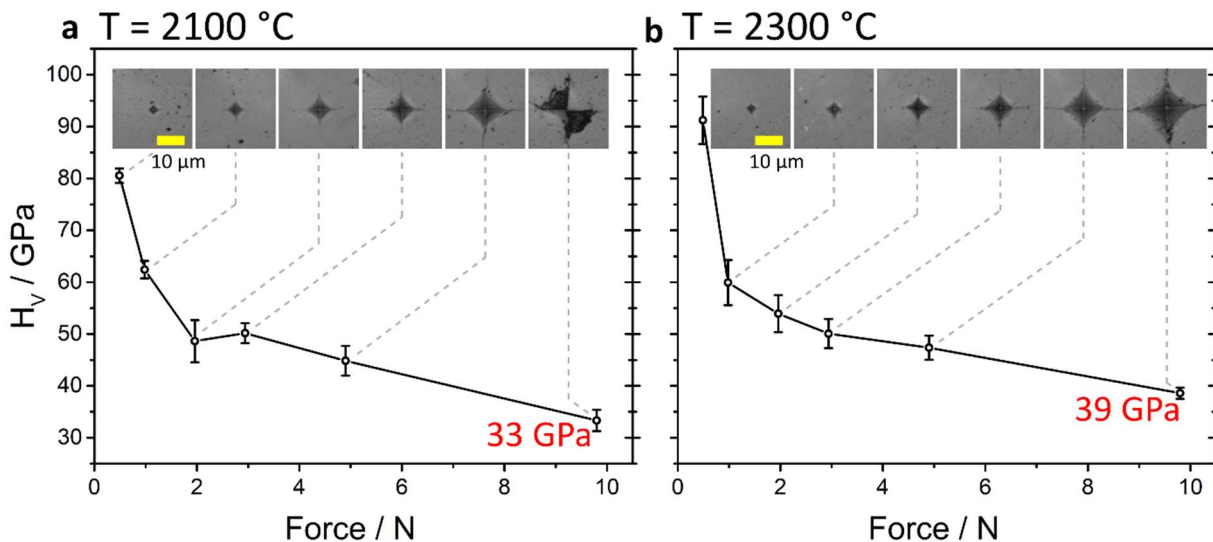 a T = 2100 °C
100
90
80
70
60
50
40
30
H_V / GPa
10 µm
33 GPa
0 2 4 6 8 10
Force / N
b T = 2300 °C
10 µm
39 GPa
0 2 4 6 8 10
Force / N